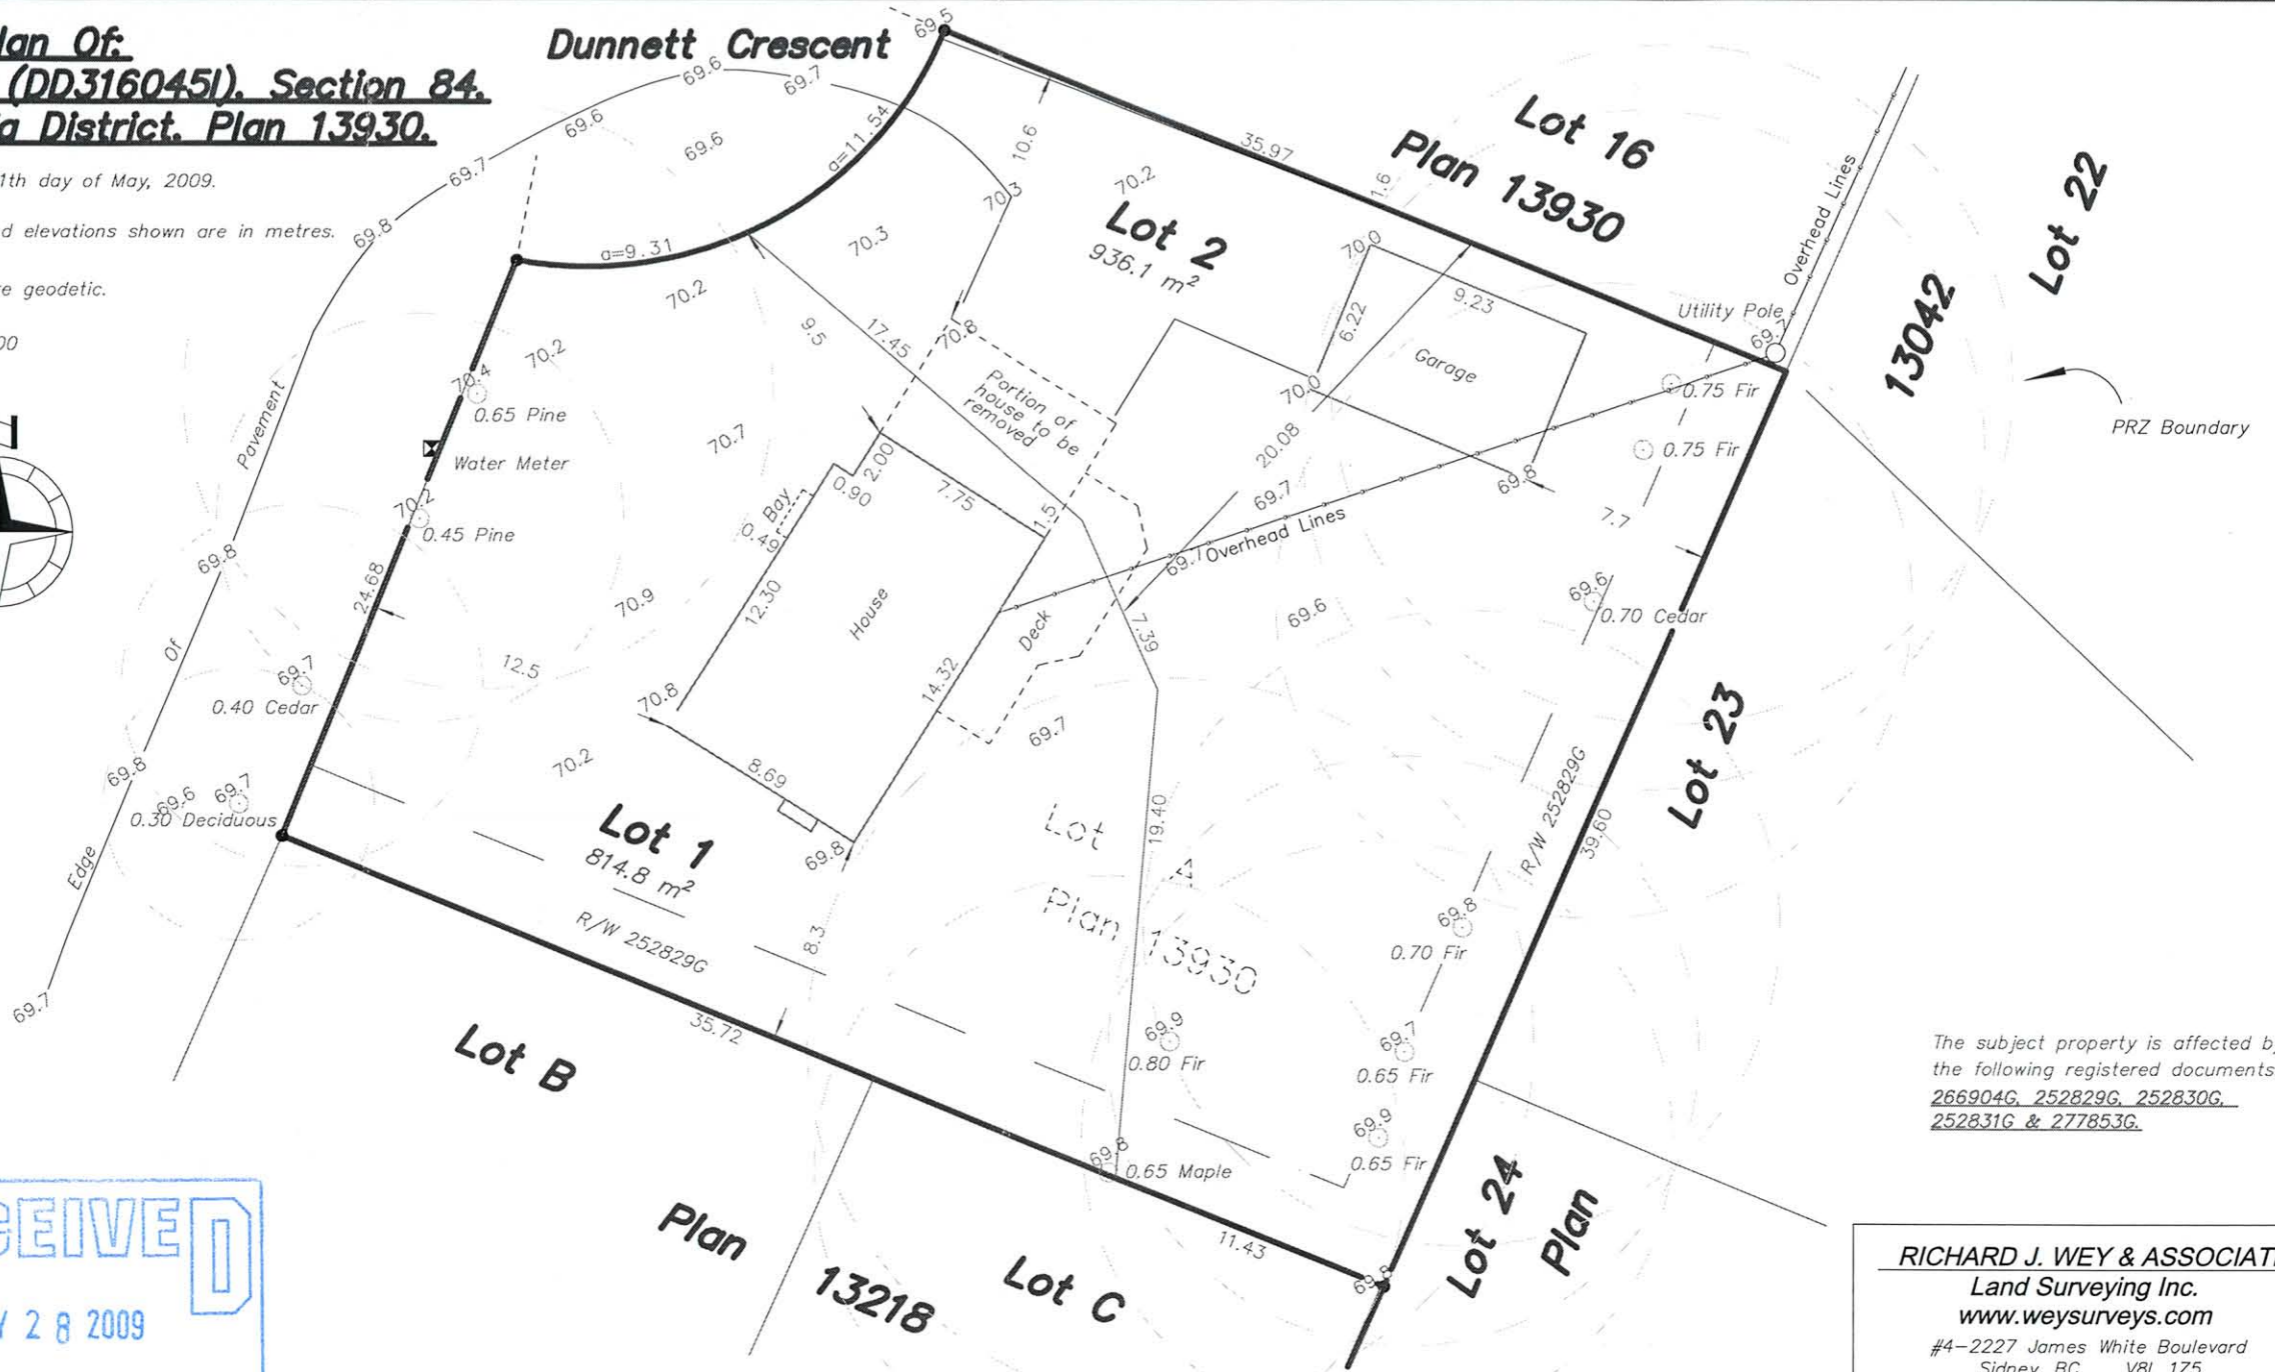 lan Of:
(DD316045I), Section 84,
ia District, Plan 13930.
1th day of May, 2009.
d elevations shown are in metres.
e geodetic.
00
Dunnett Crescent
69.5
69.6
69.7
69.6
69.6
69.7
69.8
a=11.54
a=9.31
10.6
70.3
70.2
70.3
70.2
Lot 2
936.1 m²
35.97
1.6
Lot 16
Plan 13930
Overhead Lines
Lot 22
13042
PRZ Boundary
70.0
9.23
6.22
Garage
Utility Pole
69.7
0.75 Fir
0.75 Fir
70.2
70.4
0.65 Pine
Water Meter
70.2
0.45 Pine
Pavement
Of
Edge
69.8
69.8
69.7
24.68
9.5
17.45
70.8
Portion of
house to be
removed
70.0
20.08
69.8
69.7
7.7
Overhead Lines
69.7
70.7
0.90
2.00
7.75
1.5
Bay
0.49
12.30
House
70.9
12.5
14.32
Deck
7.39
69.6
69.6
0.70 Cedar
69.7
0.40 Cedar
69.6
69.7
0.30 Deciduous
70.8
70.2
8.69
69.8
69.7
Lot 1
814.8 m²
R/W 252829G
8.3
35.72
Lot
A
Plan
13930
19.40
R/W 252829G
39.60
Lot 23
69.8
0.70 Fir
69.9
0.80 Fir
69.7
0.65 Fir
69.9
0.65 Fir
69.8
0.65 Maple
11.43
69.8
Lot B
Plan
13218
Lot C
Lot 24
Plan
The subject property is affected b
the following registered documents
266904G, 252829G, 252830G,
252831G & 277853G.
CEIVED
Y 28 2009
RICHARD J. WEY & ASSOCIAT
Land Surveying Inc.
www.weysurveys.com
#4-2227 James White Boulevard
Sidney, BC V8L 1Z5